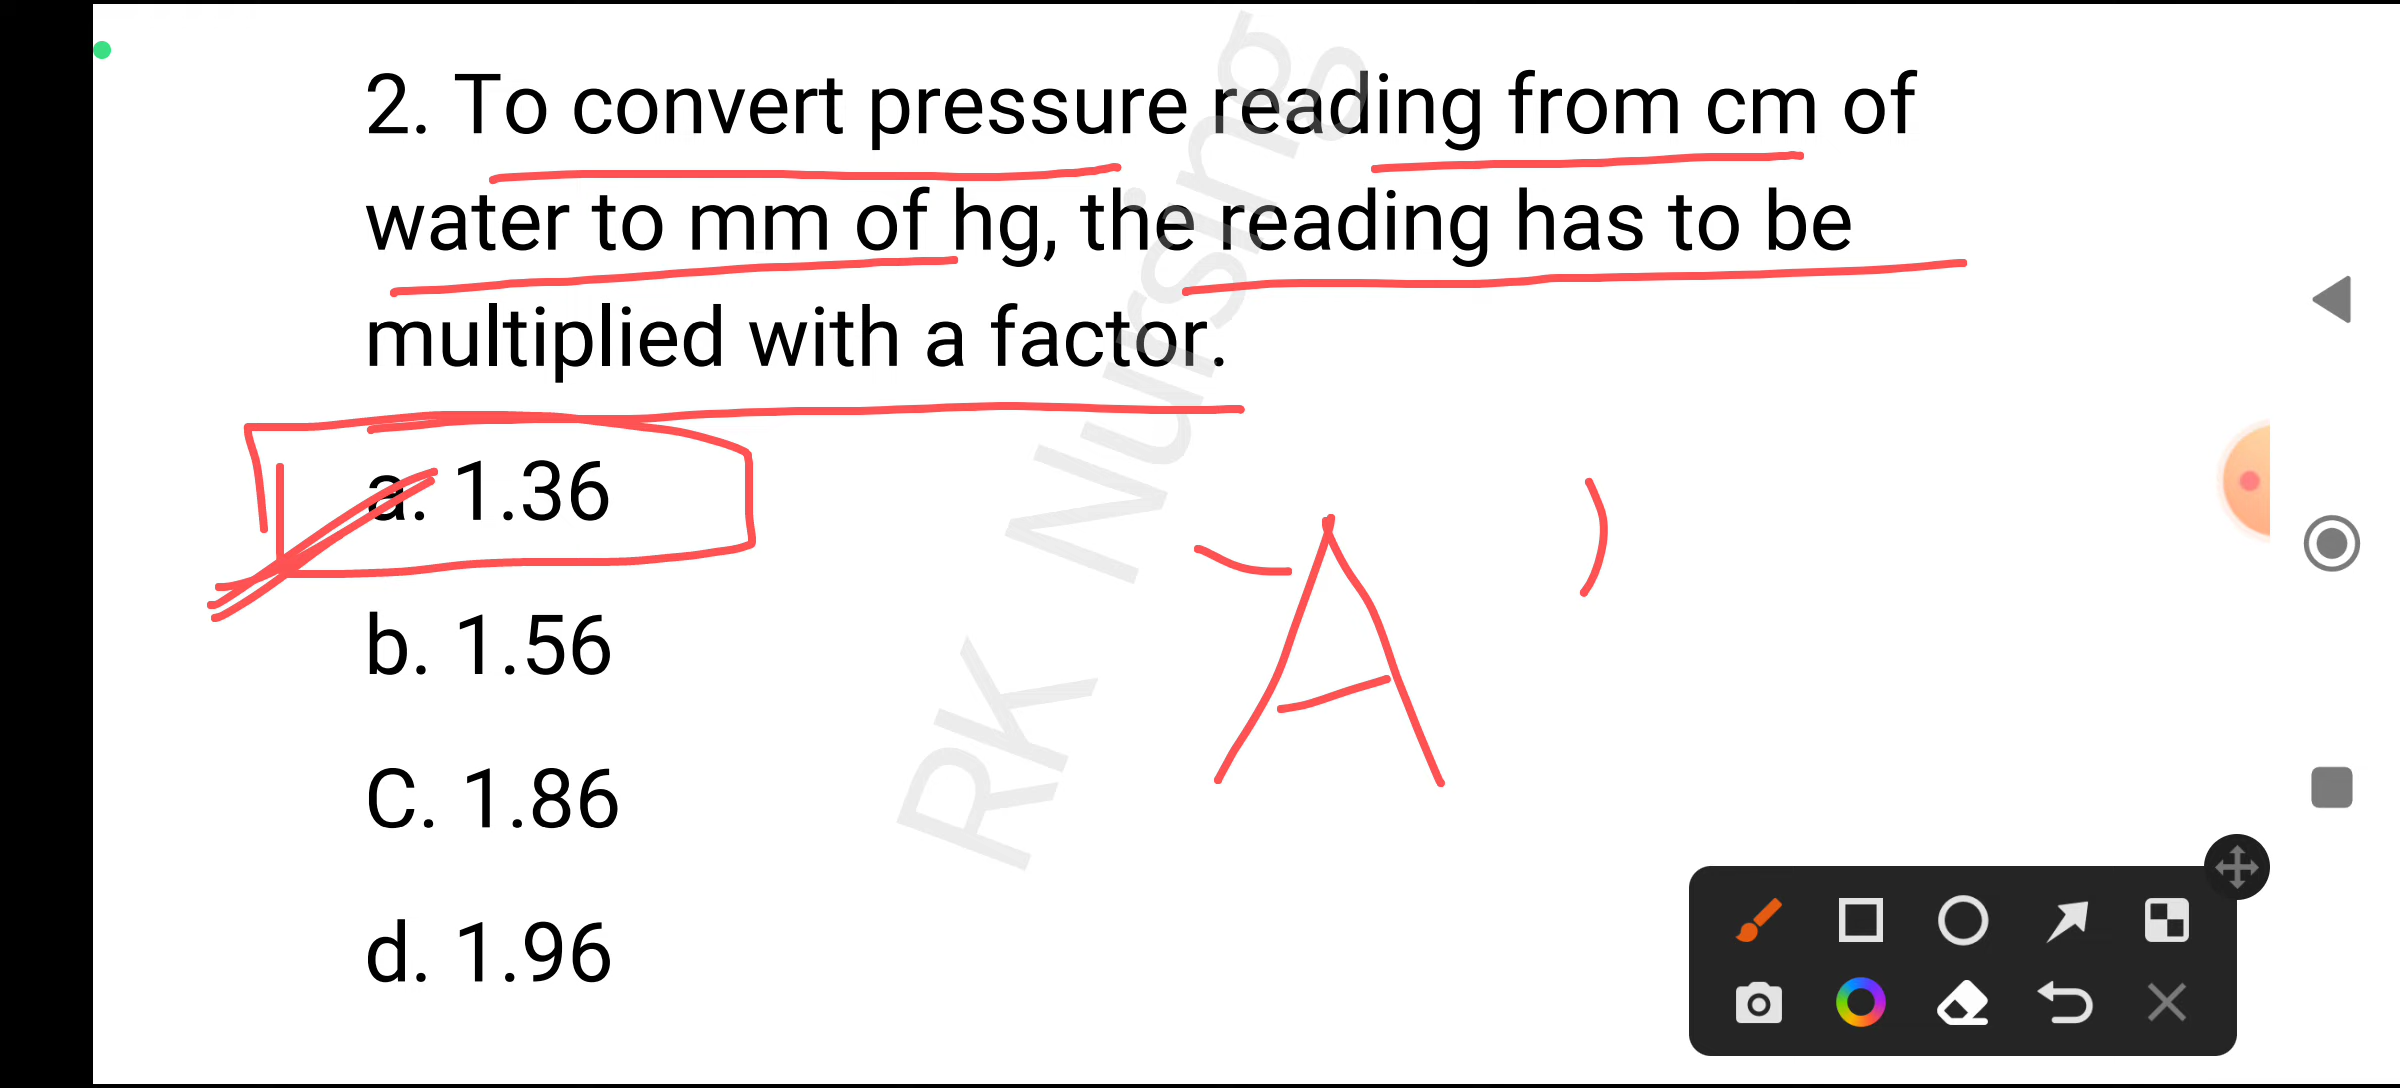 2. To convert pressure reading from cm of
water to mm of hg, the reading has to be
multiplied with a factor.
a. 1.36
b. 1.56
C. 1.86
d. 1.96
A
)
RK Nursing